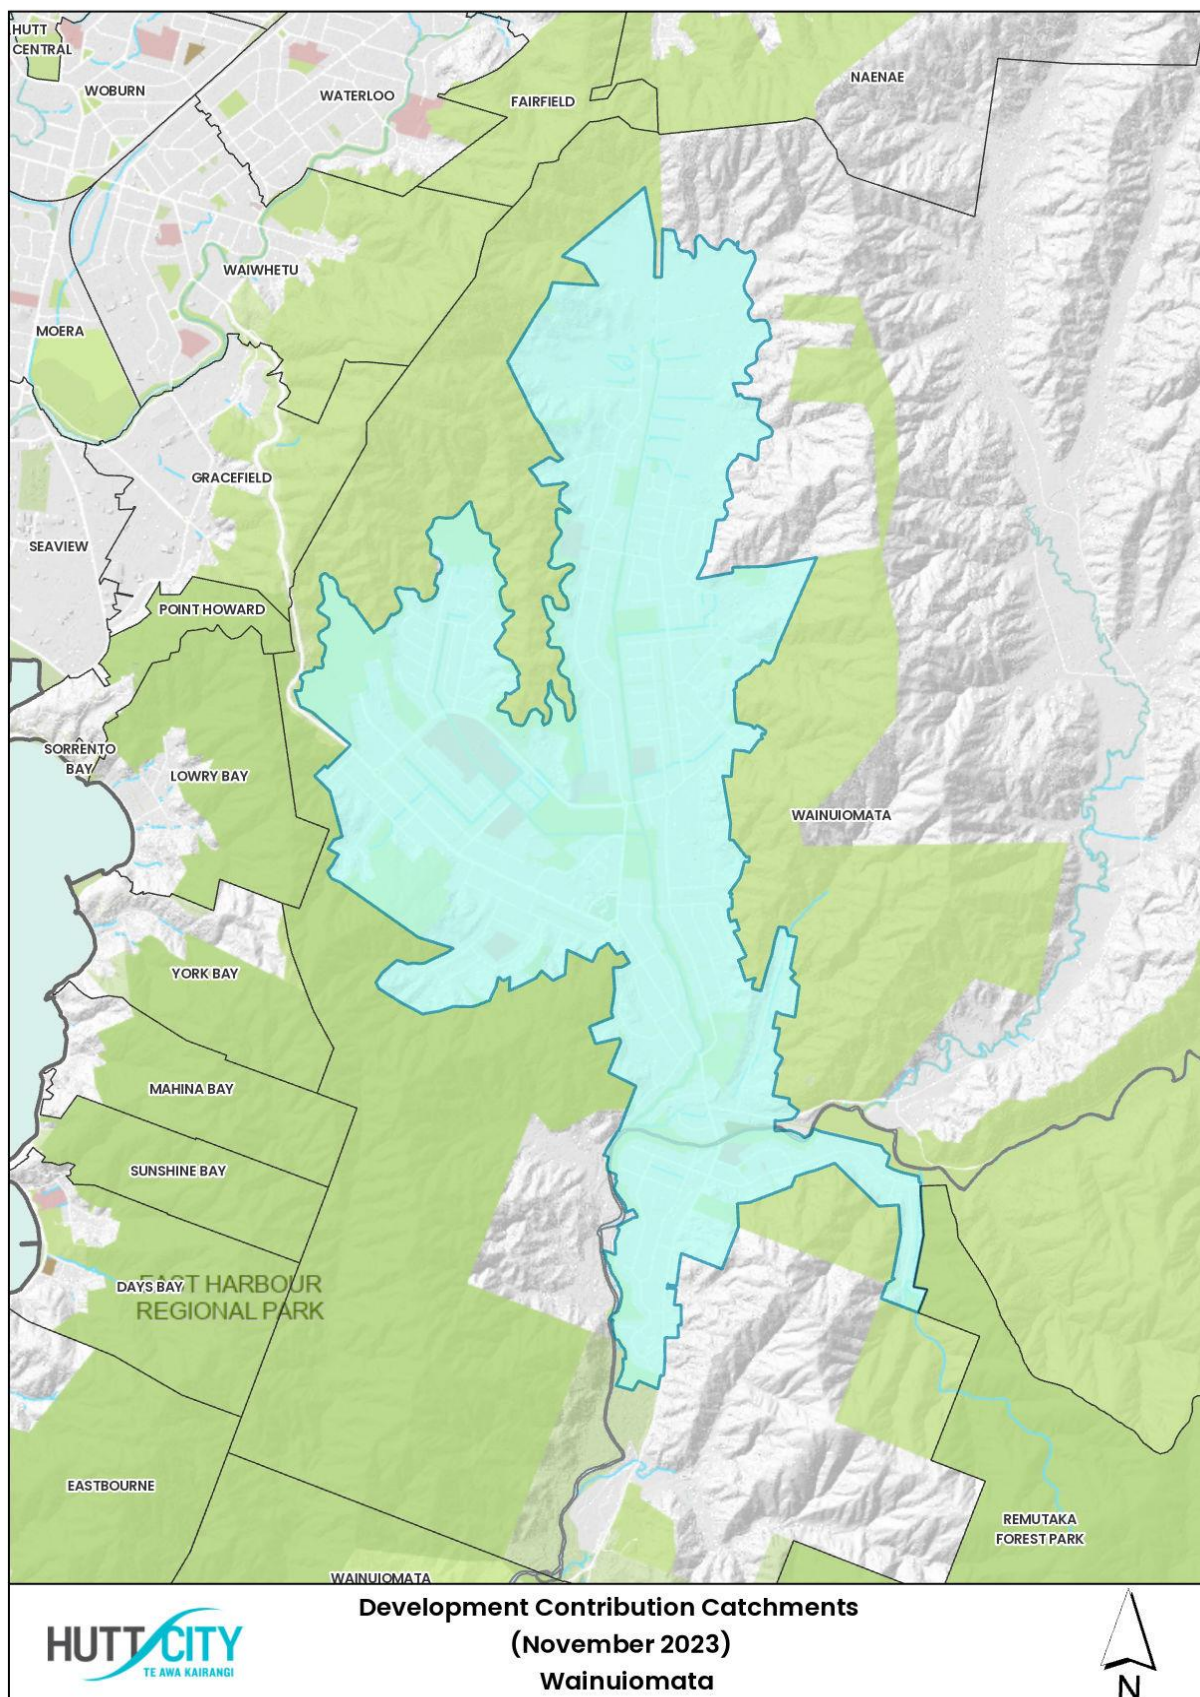 HUTT
CENTRAL
WOBURN
WATERLOO
FAIRFIELD
NAENAE
WAIWHETU
MOERA
GRACEFIELD
SEAVIEW
POINT HOWARD
SORRENTO
BAY
LOWRY BAY
WAINUIOMATA
YORK BAY
MAHINA BAY
SUNSHINE BAY
DAYS BAY
EAST HARBOUR
REGIONAL PARK
EASTBOURNE
REMUTAKA
FOREST PARK
WAINUIOMATA
HUTT CITY
TE AWA KAIRANGI
Development Contribution Catchments
(November 2023)
Wainuiomata
N